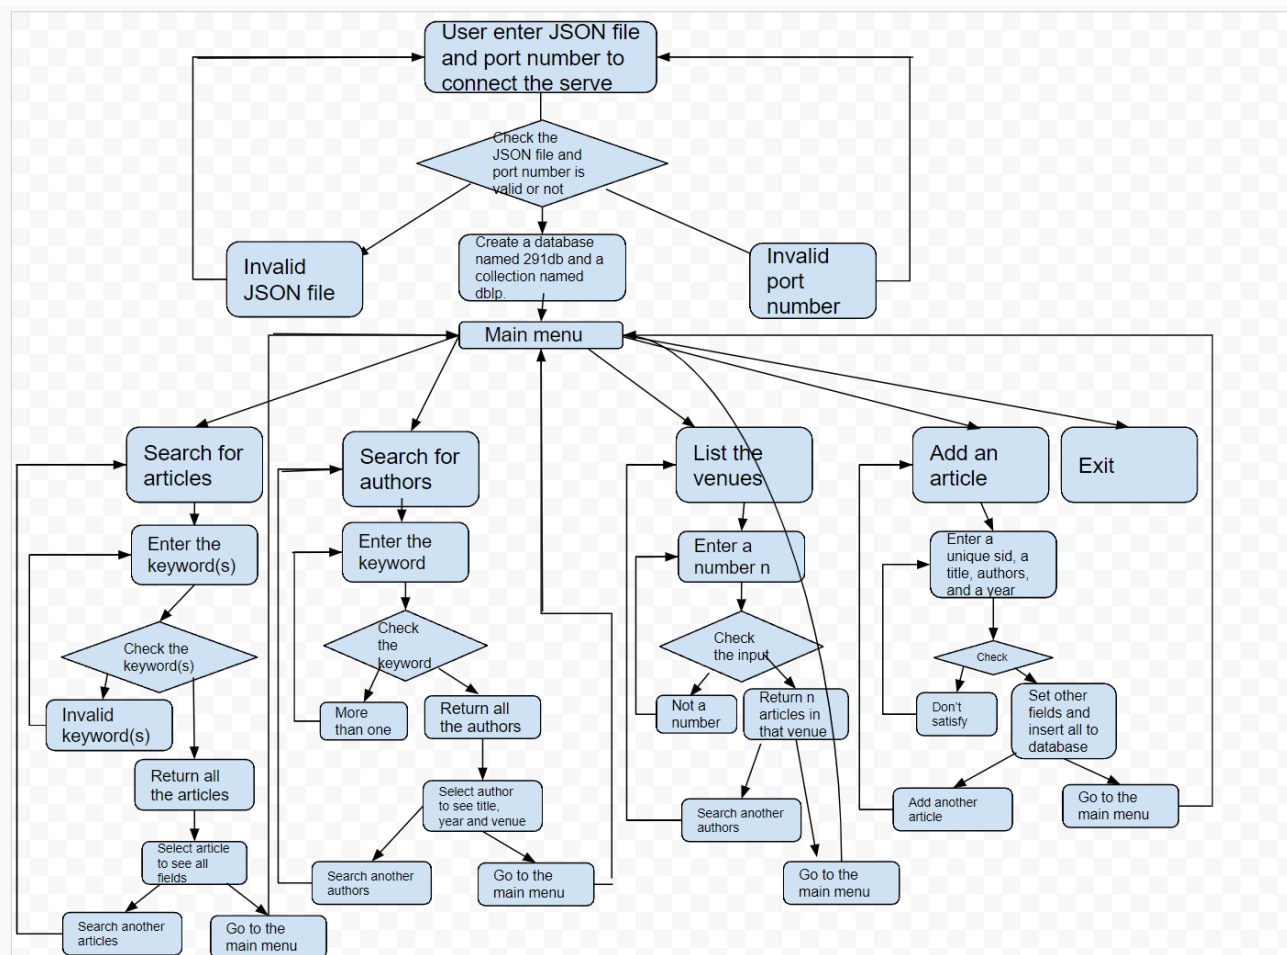 User enter JSON file
and port number to
connect the serve
Check the
JSON file and
port number is
valid or not
Invalid
JSON file
Create a database
named 291db and a
collection named
dblp.
Invalid
port
number
Main menu
Search for
articles
Search for
authors
List the
venues
Add an
article
Exit
Enter the
keyword(s)
Enter the
keyword
Enter a
number n
Enter a
unique sid, a
title, authors,
and a year
Check the
keyword(s)
Check
the
keyword
Check
the input
Check
Invalid
keyword(s)
More
than one
Return all
the authors
Not a
number
Return n
articles in
that venue
Don't
satisfy
Set other
fields and
insert all to
database
Return all
the articles
Select author
to see title,
year and venue
Search another
authors
Add another
article
Go to the
main menu
Select article
to see all
fields
Search another
authors
Go to the
main menu
Go to the
main menu
Search another
articles
Go to the
main menu